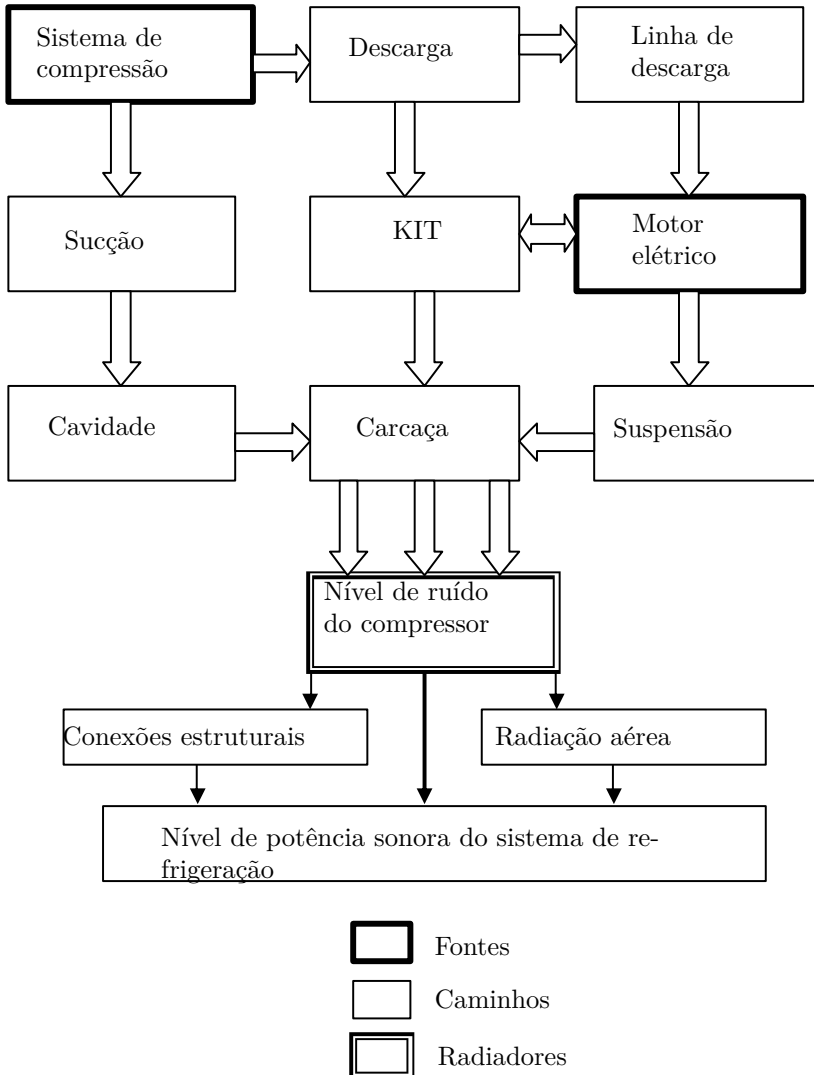 Sistema de
compressão
Descarga
Linha de
descarga
Sucção
KIT
Motor
elétrico
Cavidade
Carcaça
Suspensão
Nível de ruído
do compressor
Conexões estruturais
Radiação aérea
Nível de potência sonora do sistema de re-
frigeração
Fontes
Caminhos
Radiadores